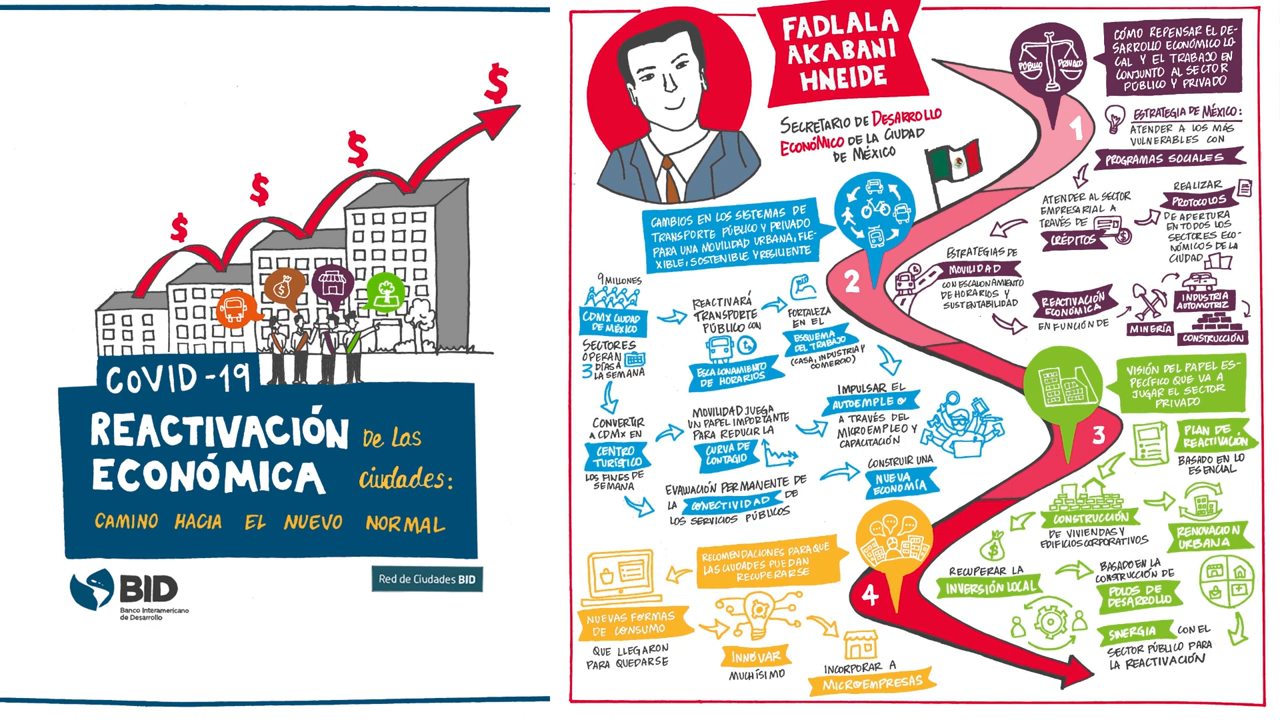 $
$
$
$
COVID-19
REACTIVACIÓN
ECONÓMICA
De las
ciudades:
CAMINO HACIA EL NUEVO NORMAL
BID
Banco Interamericano
de Desarrollo
Red de Ciudades BID
FADLALA
AKABANI
HNEIDE
SECRETARIO DE DESARROLLO
ECONÓMICO DE LA CIUDAD
DE MÉXICO
PÚBLICO
PRIVADO
CÓMO REPENSAR EL DE-
SARROLLO ECONÓMICO LO
CAL Y EL TRABAJO EN
CONJUNTO AL SECTOR
PÚBLICO Y PRIVADO
1
ESTRATEGIA DE MÉXICO:
ATENDER A LOS MÁS
VULNERABLES CON
PROGRAMAS SOCIALES
ATENDER AL SECTOR
EMPRESARIAL A
TRAVÉS DE
CRÉDITOS
REALIZAR
PROTOCOLOS
DE APERTURA
EN TODOS LOS
SECTORES ECO-
NÓMICOS DE LA
CIUDAD
ESTRATEGIAS DE
MOVILIDAD
CON ESCALONAMIENTO
DE HORARIOS Y
SUSTENTABILIDAD
REACTIVACIÓN
ECONÓMICA
EN FUNCIÓN DE
MINERÍA
INDUSTRIA
AUTOMOTRIZ
CONSTRUCCIÓN
2
CAMBIOS EN LOS SISTEMAS DE
TRANSPORTE PÚBLICO Y PRIVADO
PARA UNA MOVILIDAD URBANA, FLE-
XIBLE, SOSTENIBLE Y RESILIENTE
9 MILLONES
CDMX CIUDAD
DE MÉXICO
SECTORES
OPERAN
3 DÍAS A
LA SEMANA
CONVERTIR
A CDMX EN
CENTRO
TURÍSTICO
LOS FINES DE
SEMANA
REACTIVARÁ
TRANSPORTE
PÚBLICO CON
ESCALONAMIENTO
DE HORARIOS
FORTALEZA
EN EL
ESQUEMA
DEL TRABAJO
(CASA, INDUSTRIA Y
COMERCIO)
MOVILIDAD JUEGA
UN PAPEL IMPORTANTE
PARA REDUCIR LA
CURVA DE
CONTAGIO
IMPULSAR EL
AUTOEMPLEO
A TRAVÉS DEL
MICROEMPLEO Y
CAPACITACIÓN
EVALUACIÓN PERMANENTE DE
LA CONECTIVIDAD DE
LOS SERVICIOS PÚBLICOS
CONSTRUIR UNA
NUEVA
ECONOMÍA
3
VISIÓN DEL PAPEL ES-
PECÍFICO QUE VA A
JUGAR EL SECTOR
PRIVADO
PLAN DE
REACTIVACIÓN
BASADO EN LO
ESENCIAL
CONSTRUCCIÓN
DE VIVIENDAS Y
EDIFICIOS CORPORATIVOS
RENOVACION
URBANA
RECUPERAR LA
INVERSIÓN LOCAL
BASADO EN LA
CONSTRUCCIÓN DE
POLOS DE
DESARROLLO
SINERGIA CON EL
SECTOR PÚBLICO PARA
LA REACTIVACIÓN
4
RECOMENDACIONES PARA QUE
LAS CIUDADES PUEDAN
RECUPERARSE
NUEVAS FORMAS
DE CONSUMO
QUE LLEGARON
PARA QUEDARSE
INNOVAR
MUCHÍSIMO
INCORPORAR A
MICROEMPRESAS